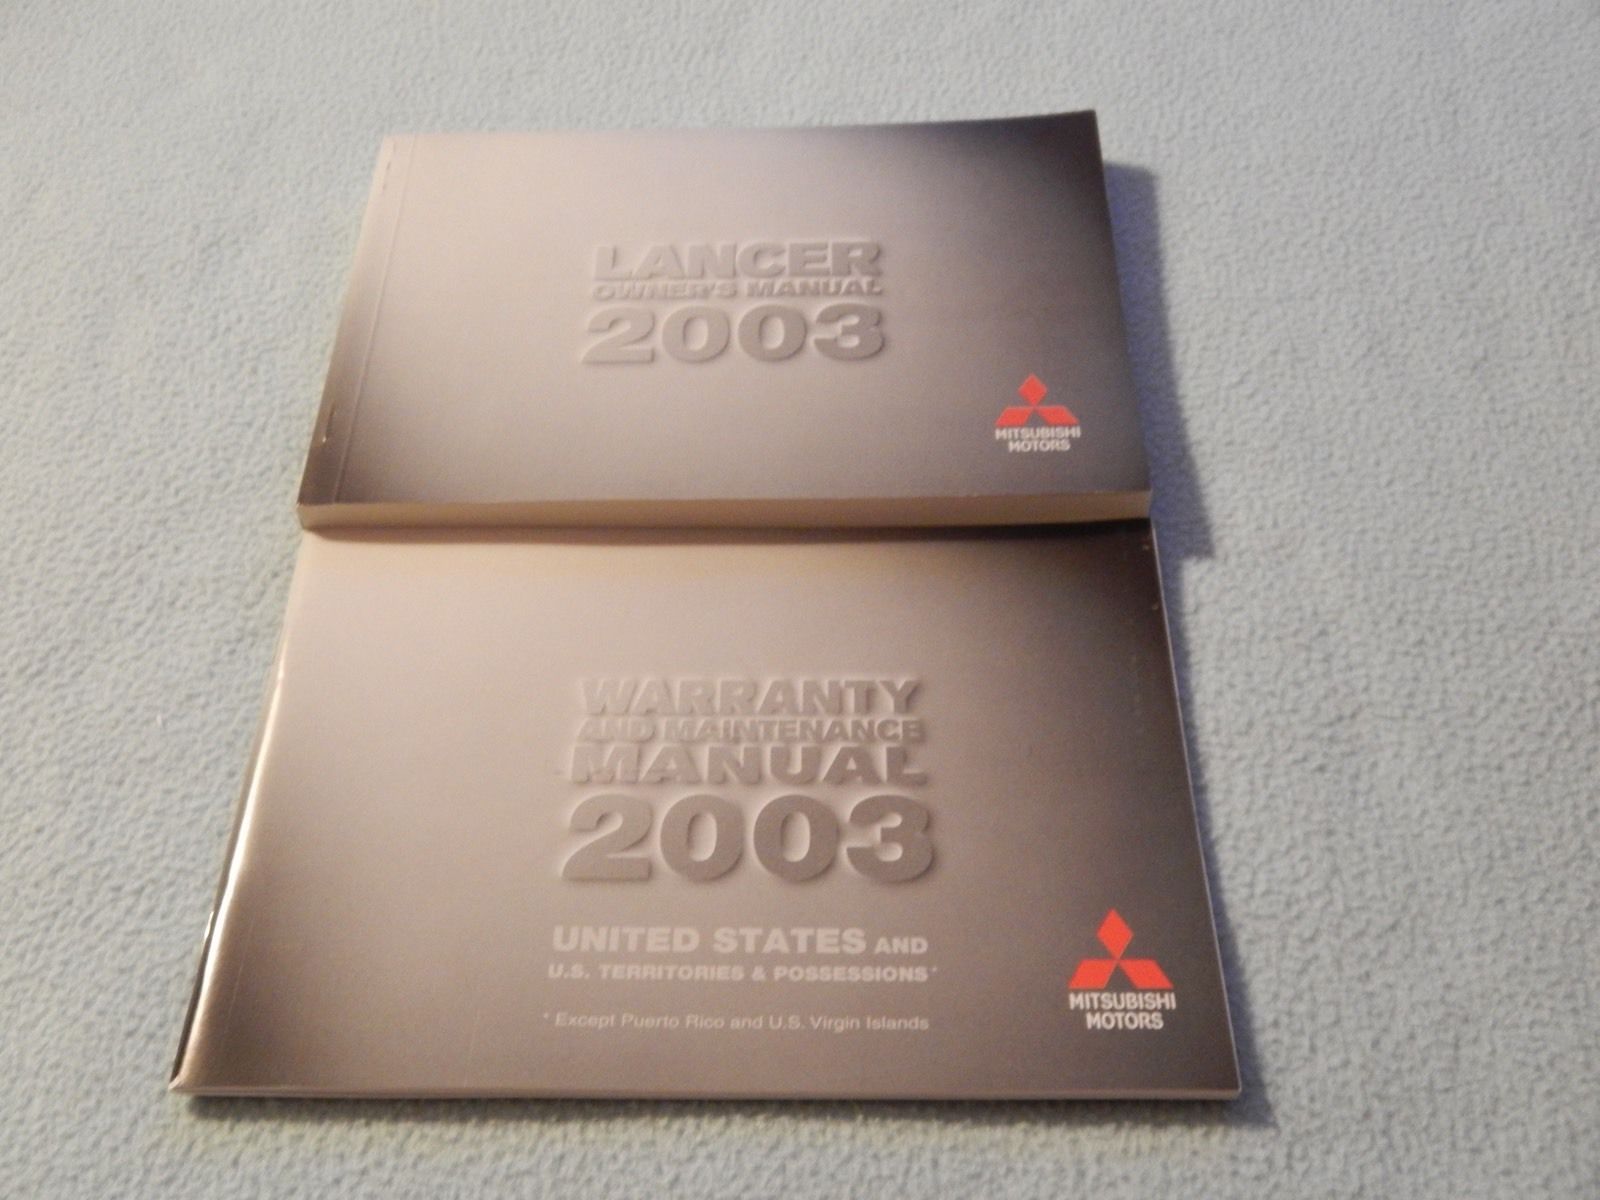 LANCER
OWNER'S MANUAL
2003
MITSUBISHI
MOTORS
WARRANTY
AND MAINTENANCE
MANUAL
2003
UNITED STATES AND
U.S. TERRITORIES & POSSESSIONS*
* Except Puerto Rico and U.S. Virgin Islands
MITSUBISHI
MOTORS